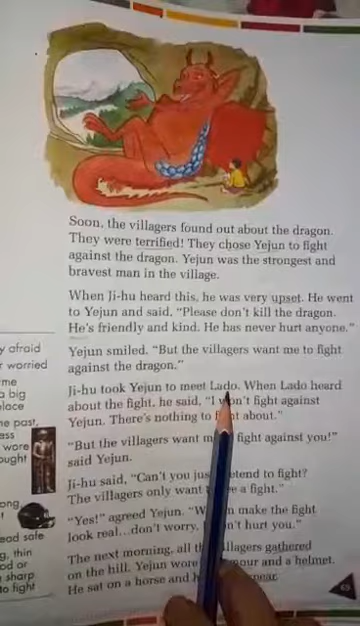 Soon, the villagers found out about the dragon.
They were terrified! They chose Yejun to fight
against the dragon. Yejun was the strongest and
bravest man in the village.
When Ji-hu heard this, he was very upset. He went
to Yejun and said, "Please don't kill the dragon.
He's friendly and kind. He has never hurt anyone."
Yejun smiled. "But the villagers want me to fight
against the dragon."
Ji-hu took Yejun to meet Lado. When Lado heard
about the fight, he said, "I won't fight against
Yejun. There's nothing to about."
"But the villagers want fight against you!"
said Yejun.
Ji-hu said, "Can't you fight?
The villagers only want a fight."
"Yes!" agreed Yejun. make the fight
look real...don't worry. hurt you."
The next morning, all gathered
on the hill. Yejun wore and a helmet.
He sat on a horse and
y afraid
worried
me
a big
lace
he past,
wore
ought
ong
ead safe
g, thin
od or
sharp
to fight
65